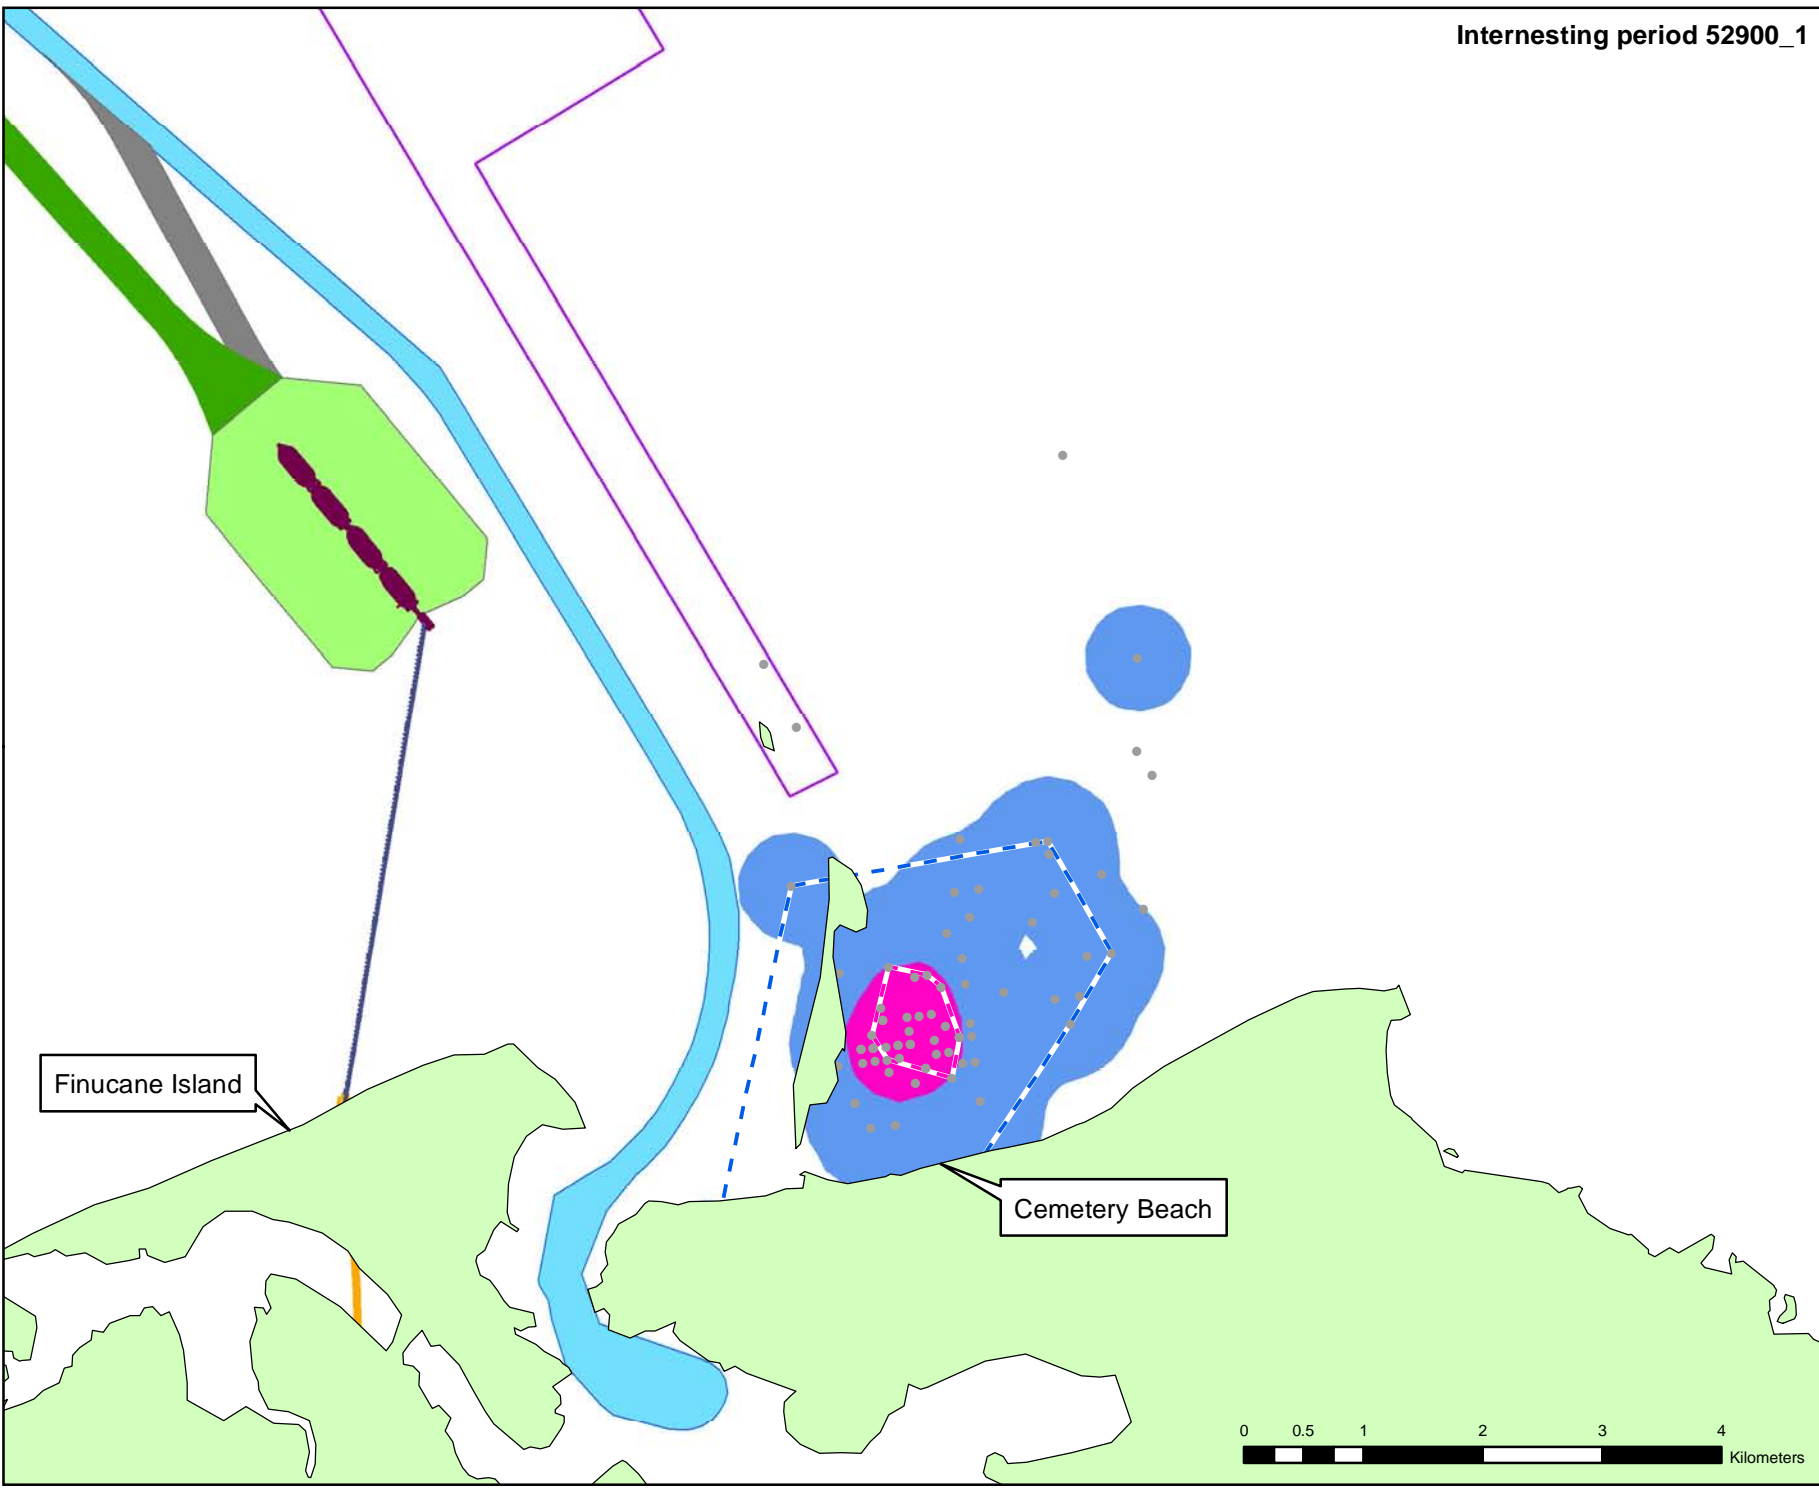 Internesting period 52900_1
Finucane Island
Cemetery Beach
0 0.5 1 2 3 4
Kilometers